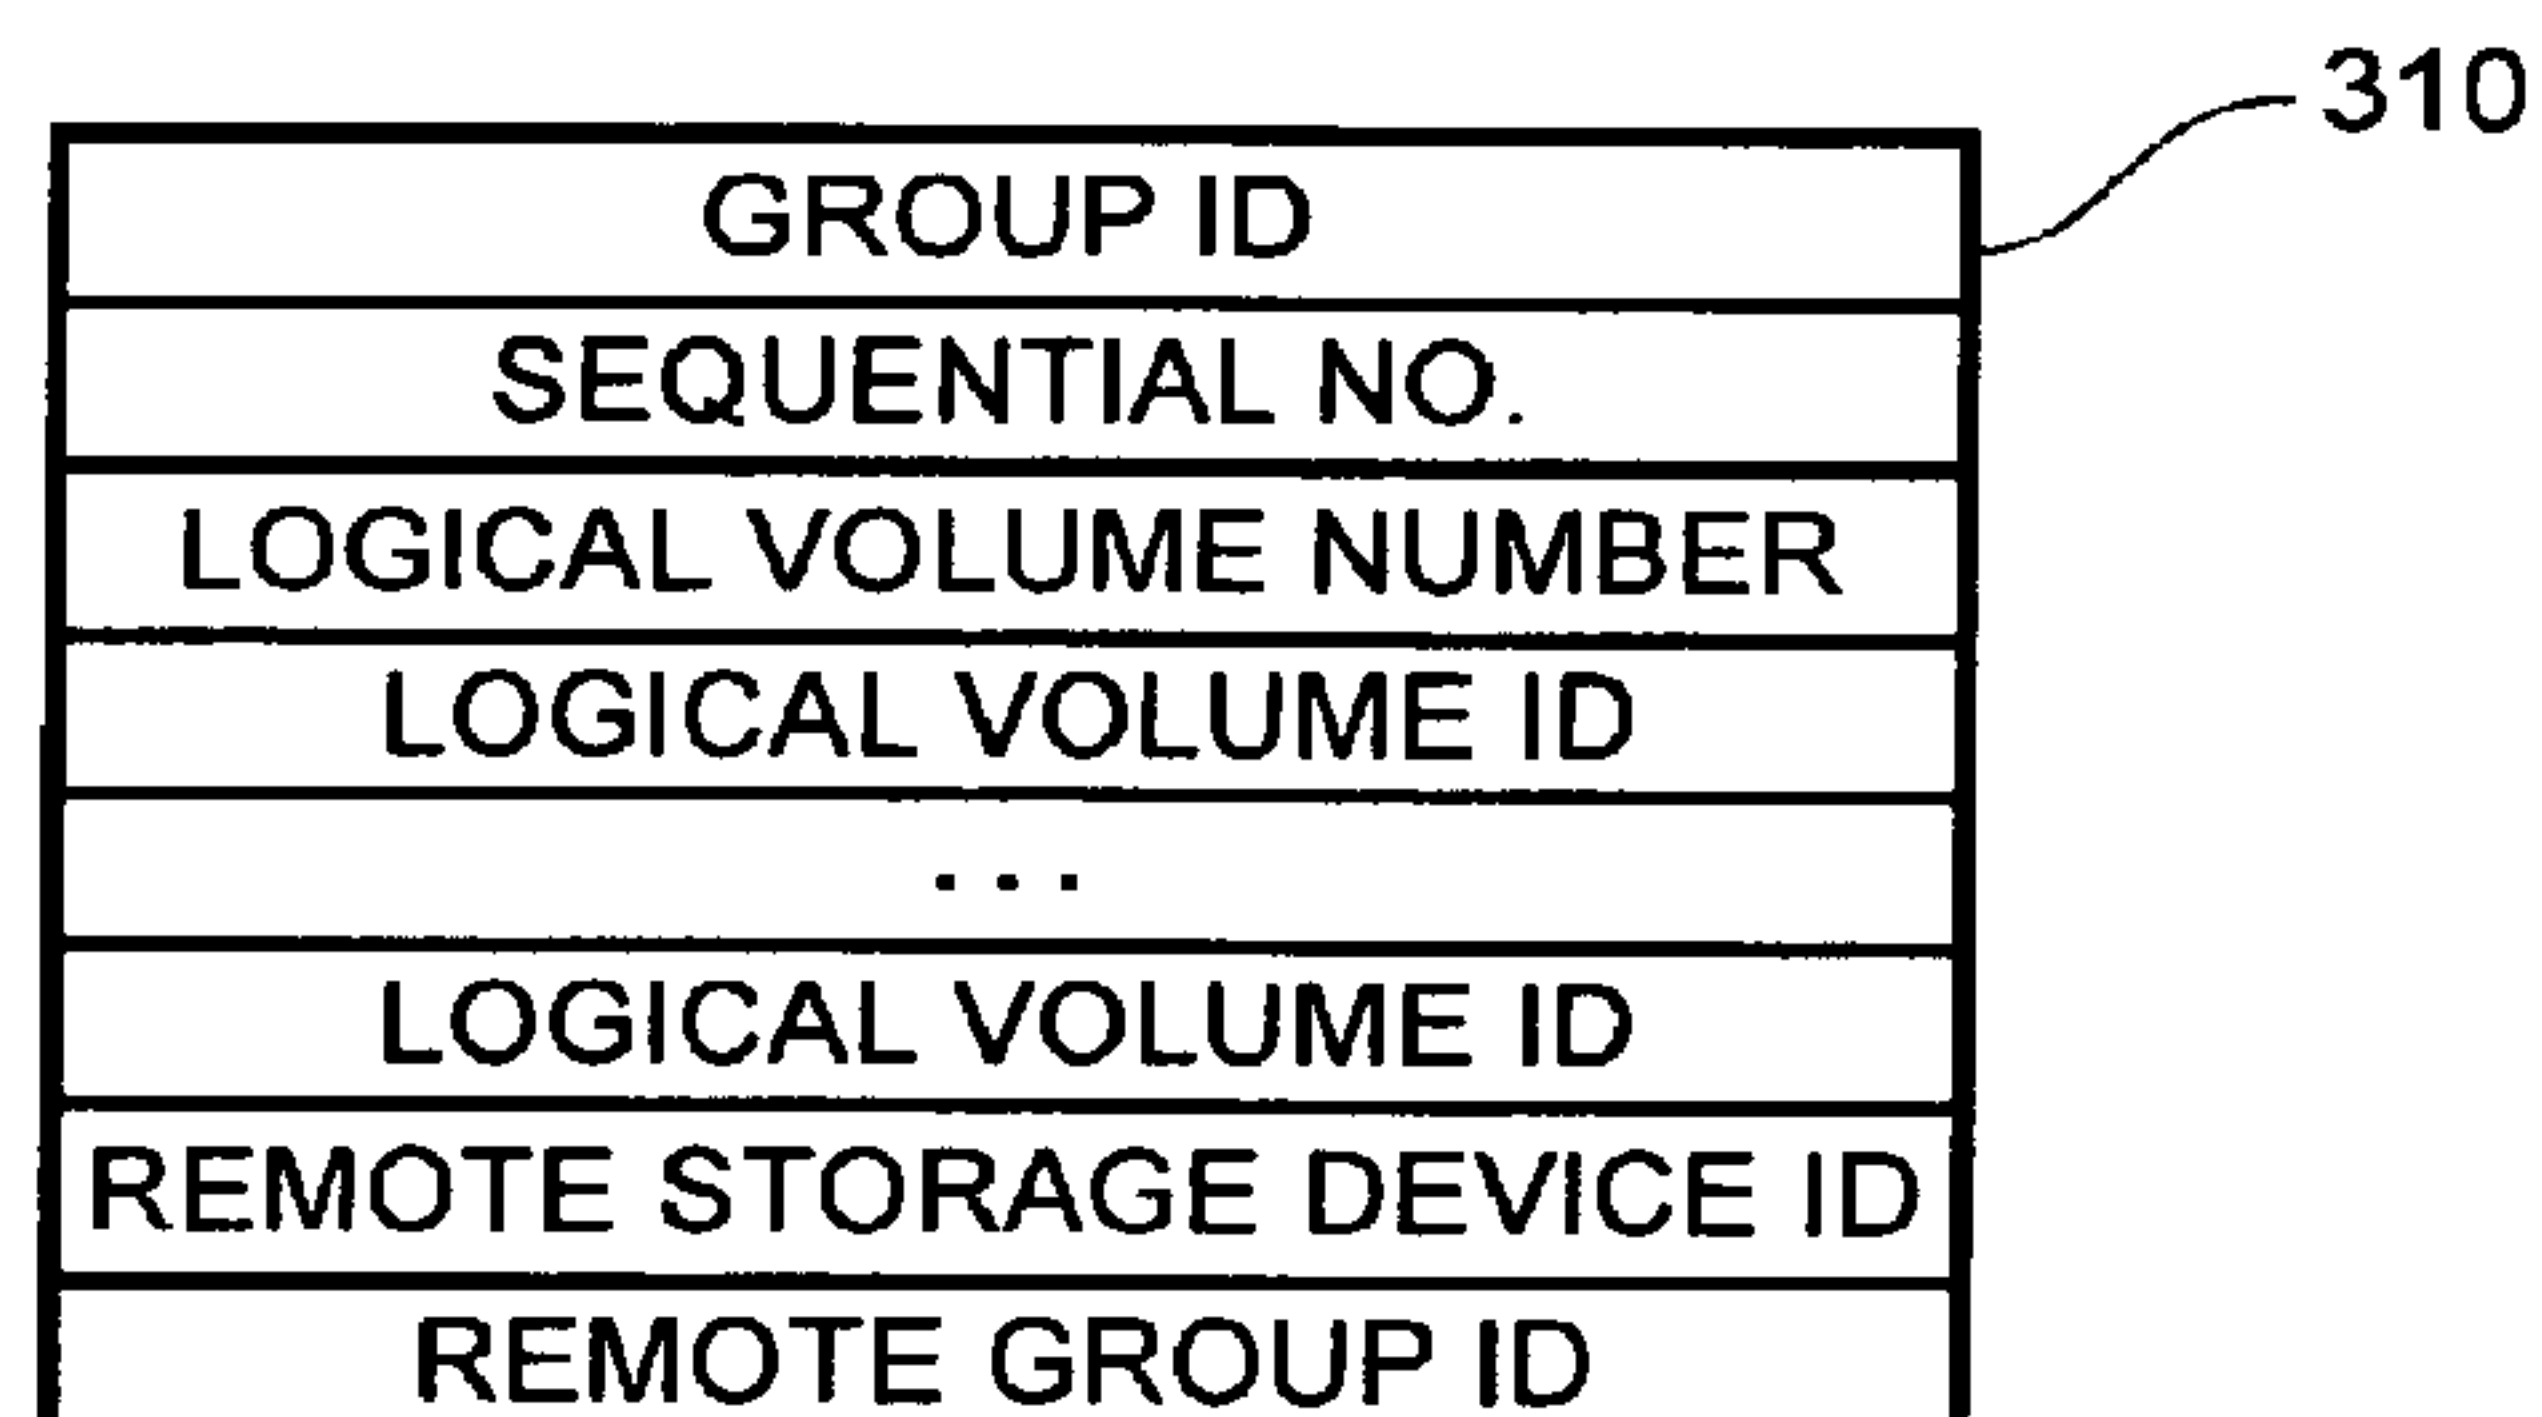 310
GROUP ID
SEQUENTIAL NO.
LOGICAL VOLUME NUMBER
LOGICAL VOLUME ID
...
LOGICAL VOLUME ID
REMOTE STORAGE DEVICE ID
REMOTE GROUP ID